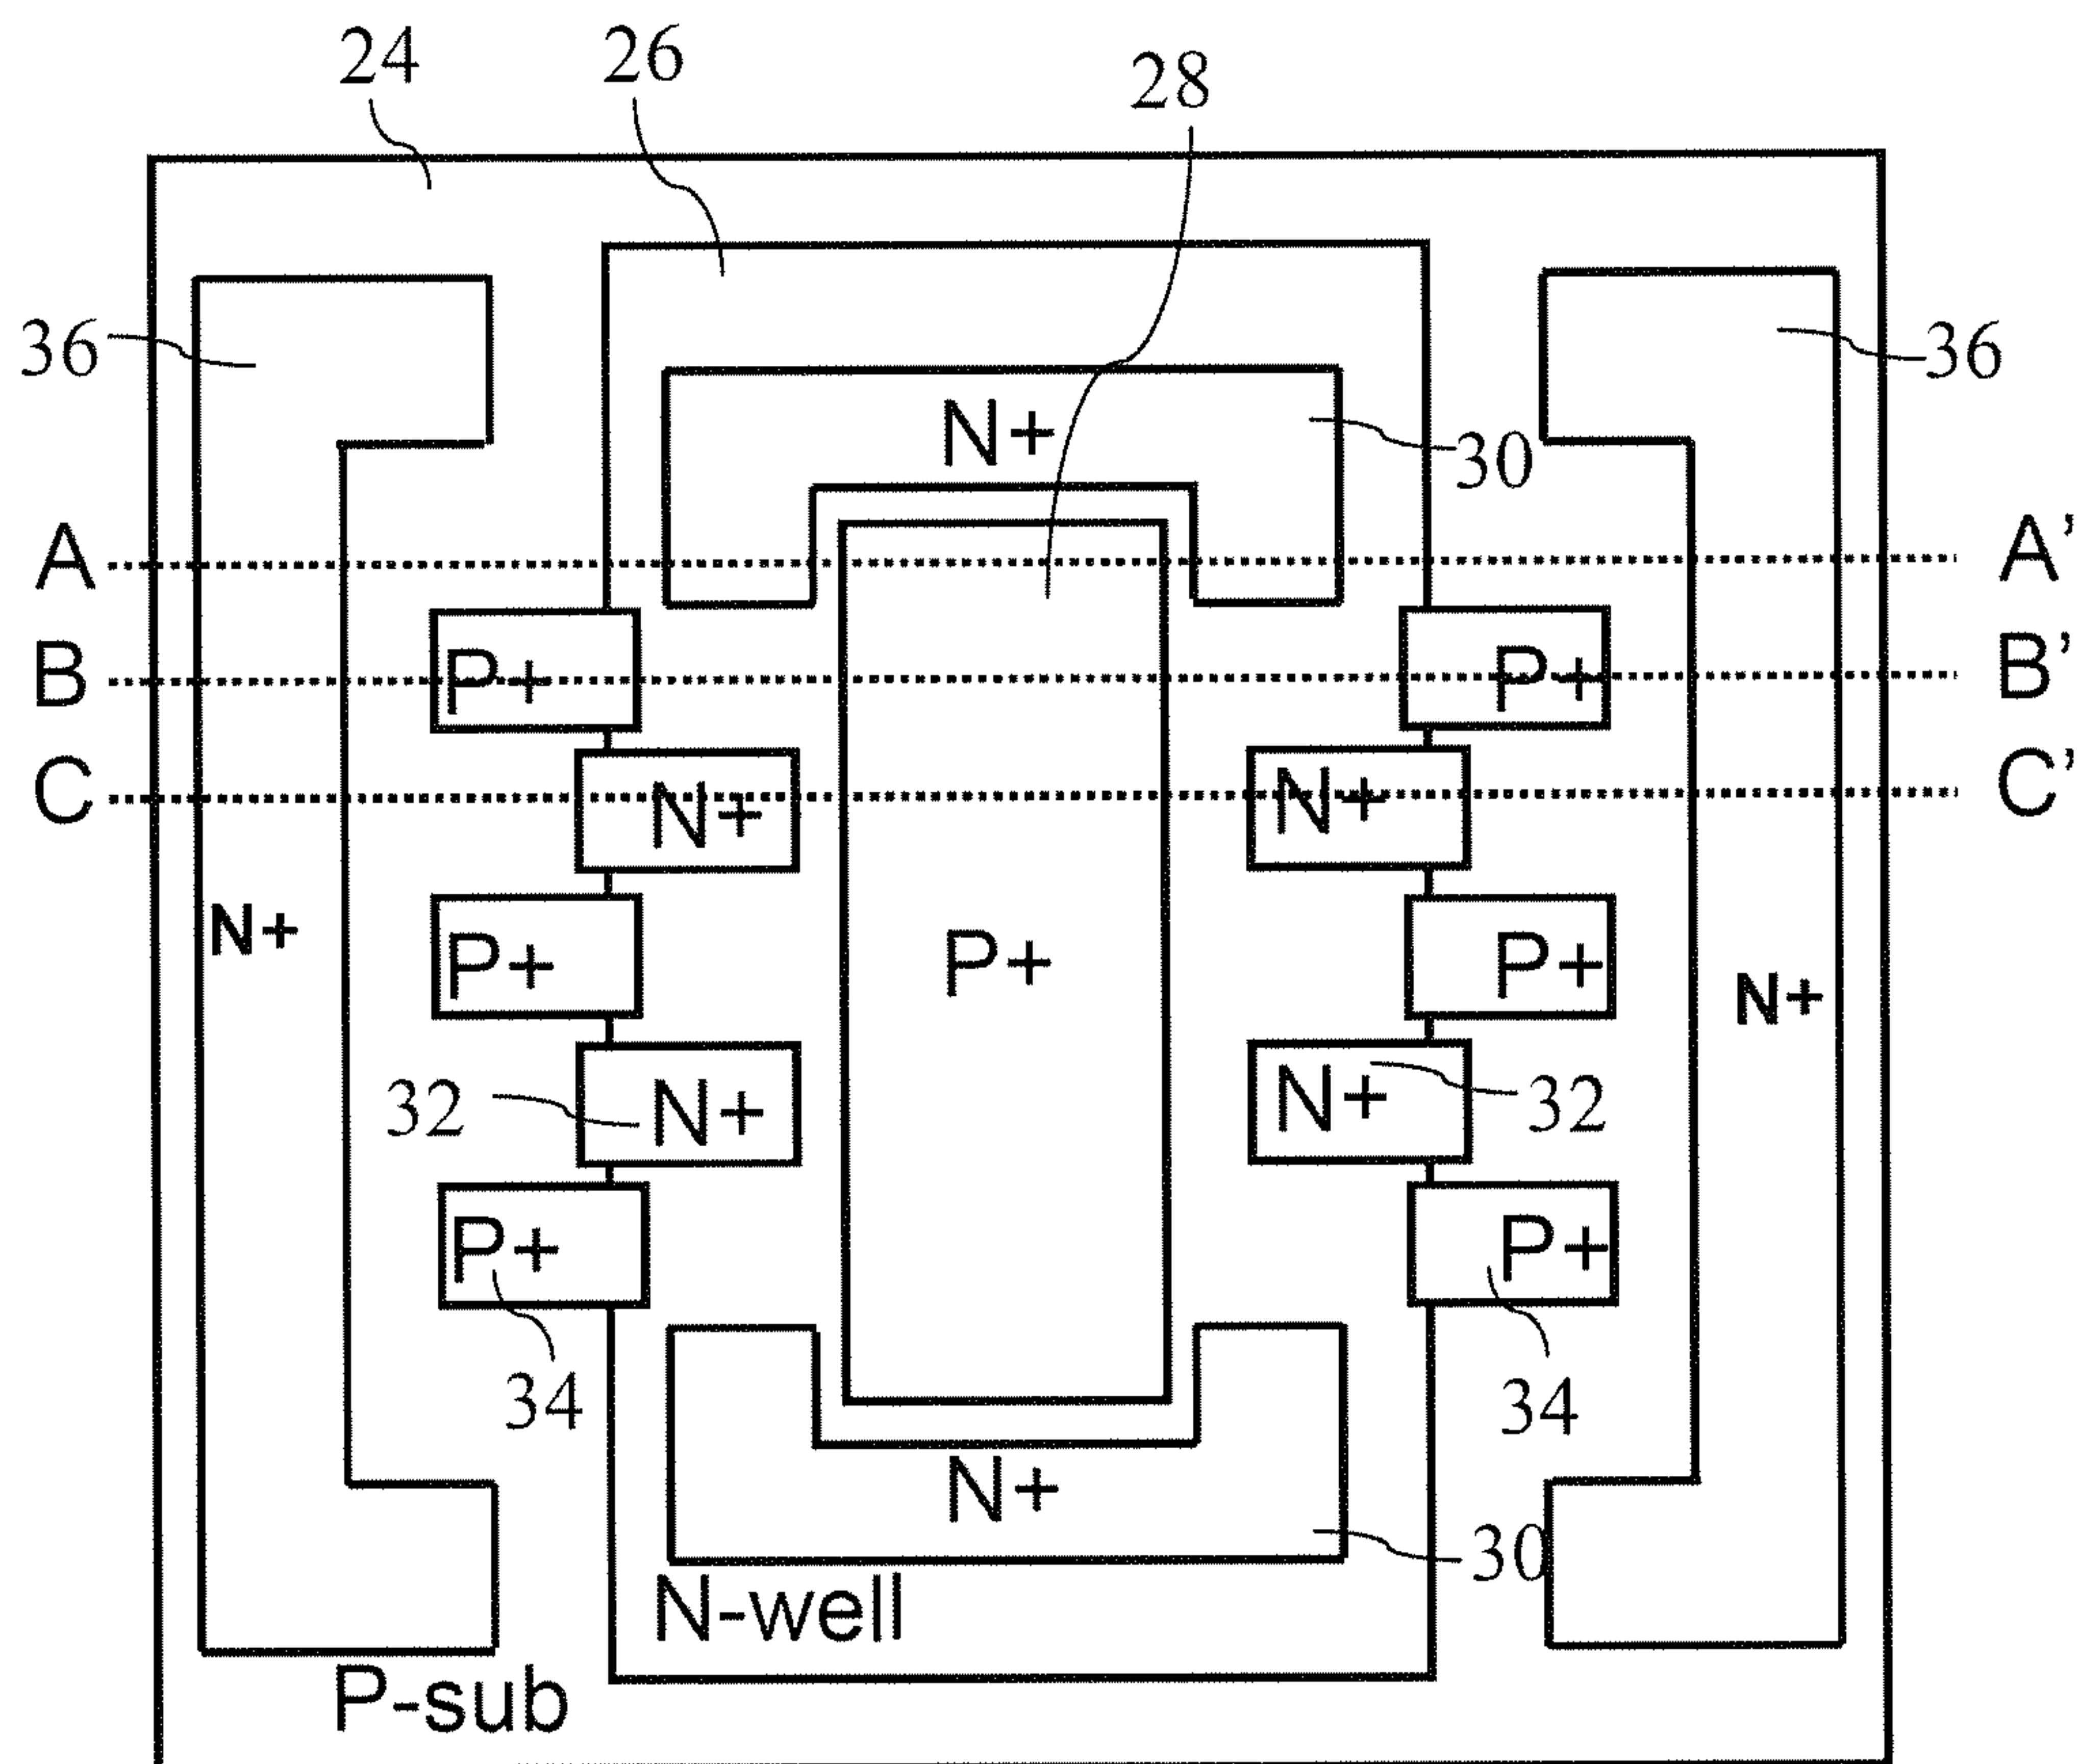 24 26 28
36 36
N+ 30
A A'
B P+ P+ B'
C N+ N+ C'
N+ P+ P+ P+ N+
32 N+ N+ 32
P+ P+
34 34
N+
30
N-well
P-sub